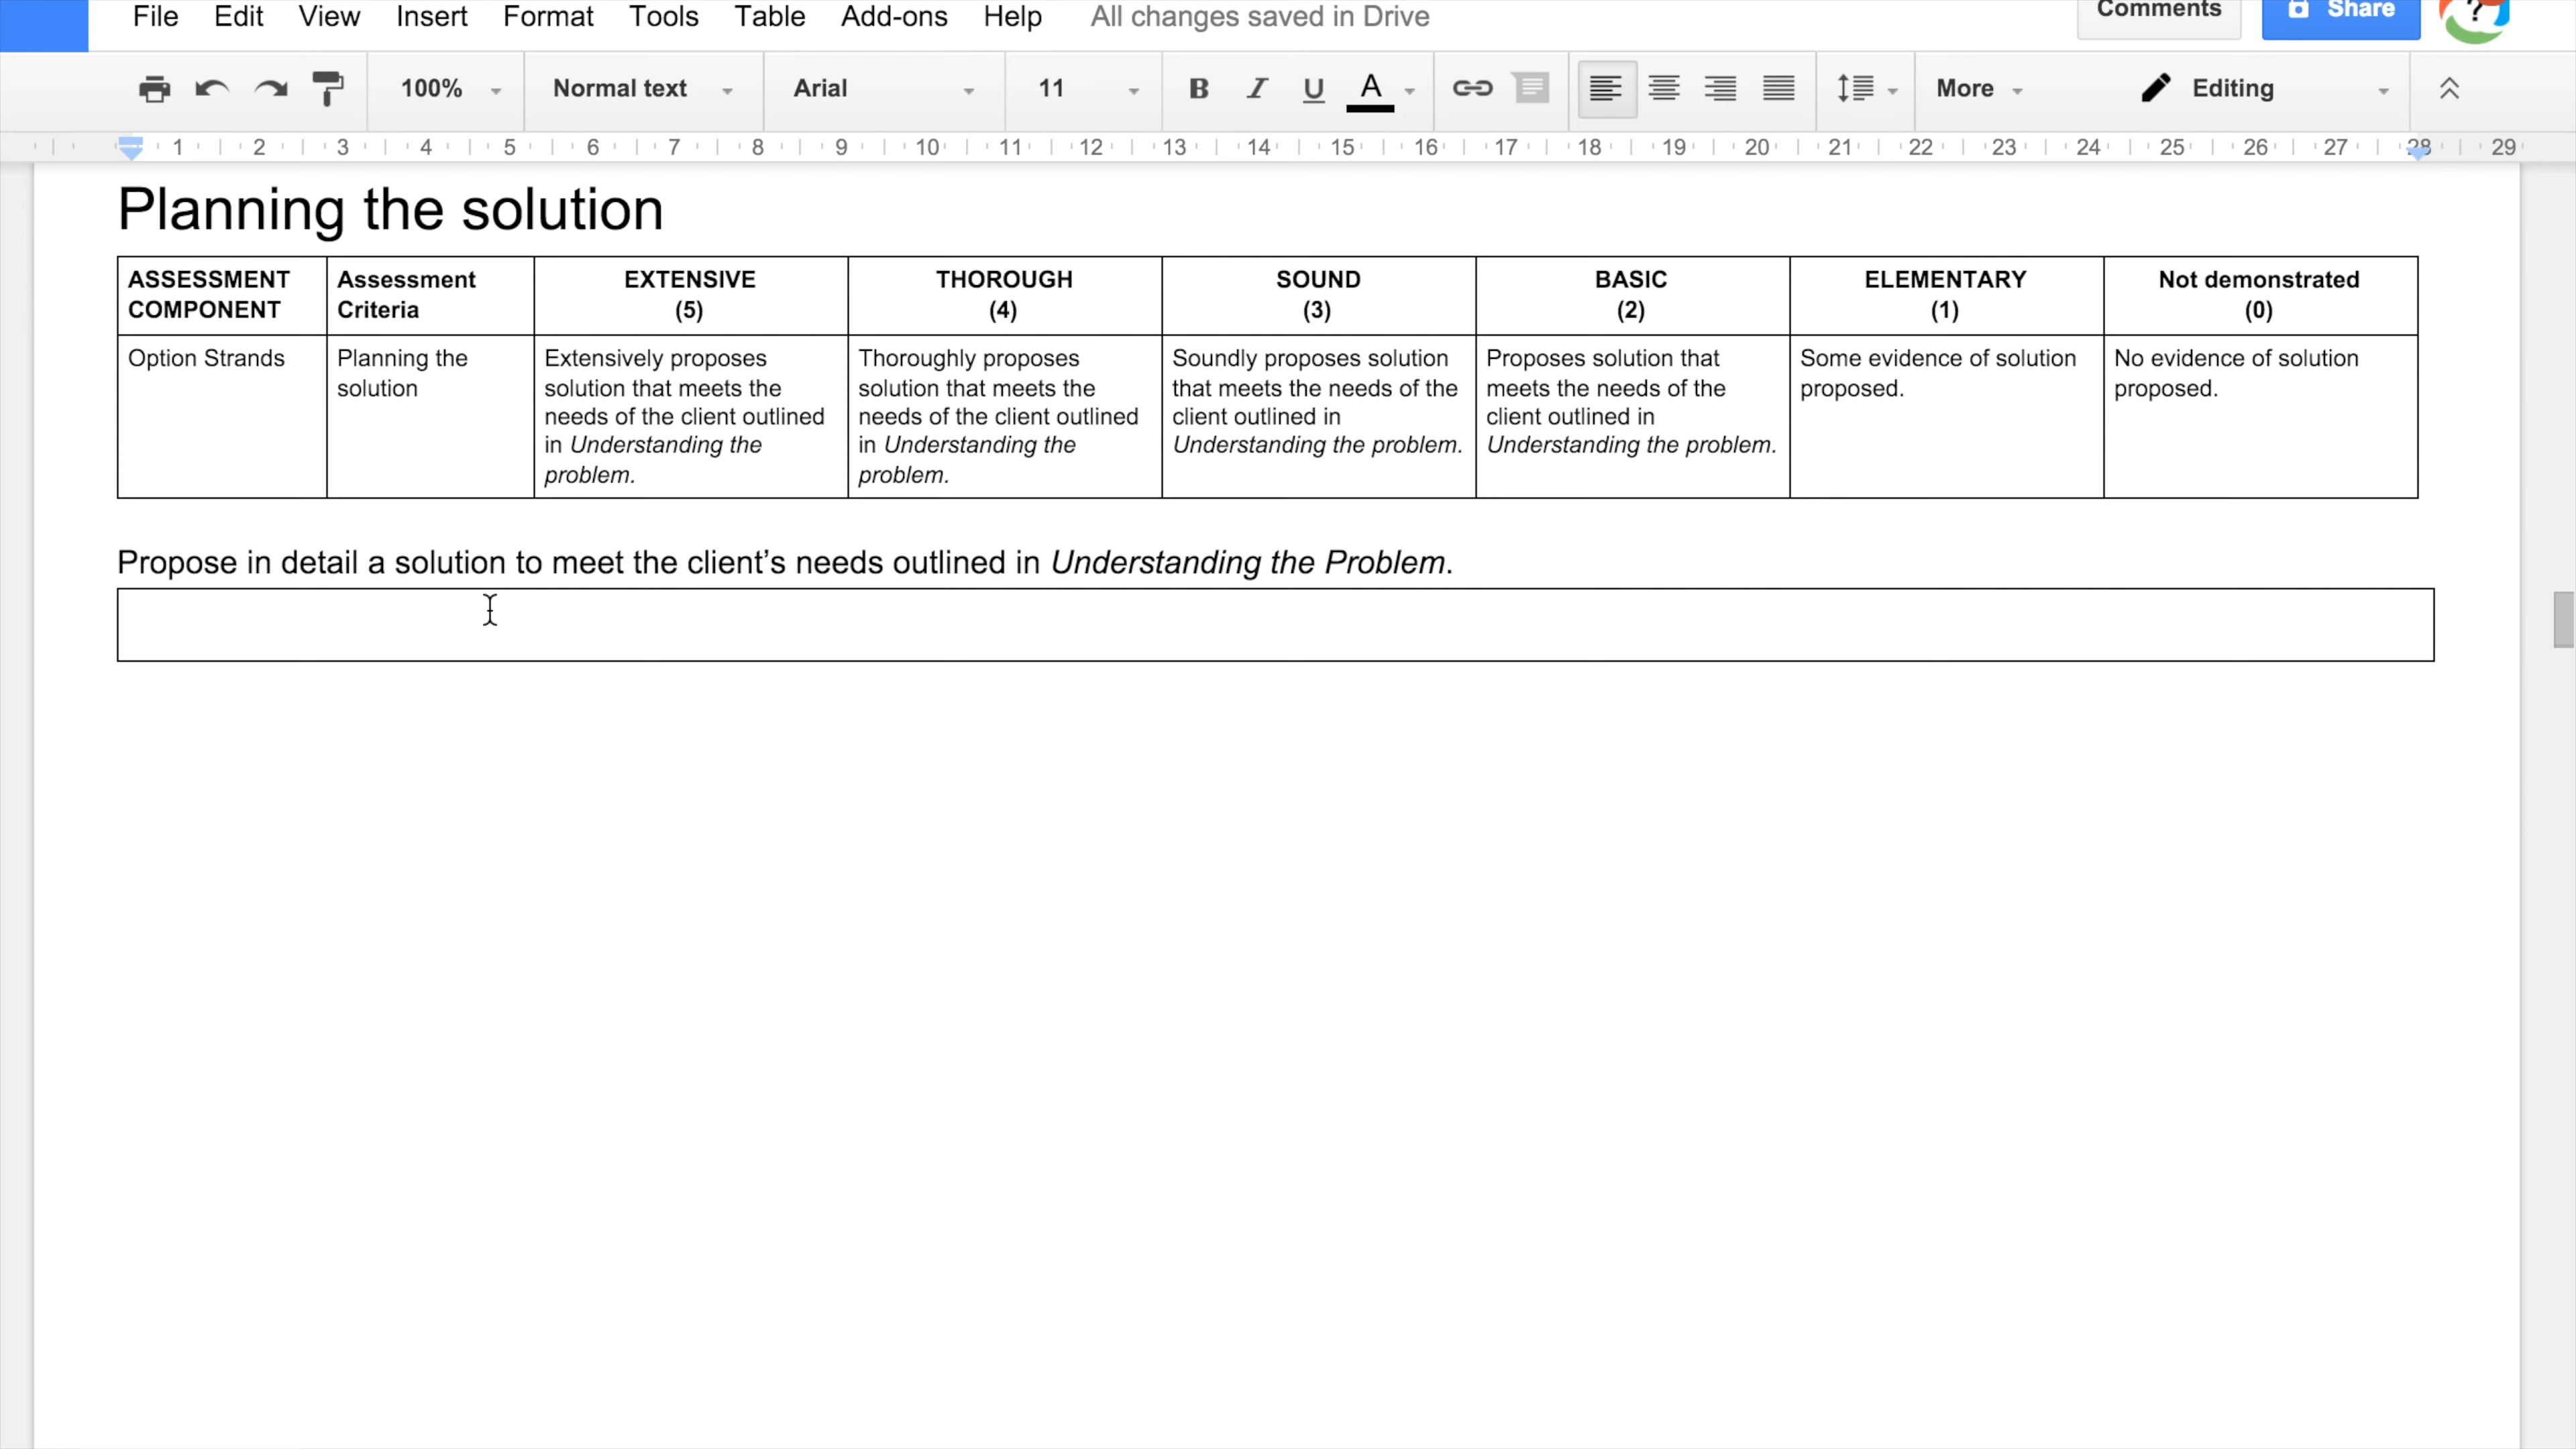 File Edit View Insert Format Tools Table Add-ons Help All changes saved in Drive Comments Share ?
100% Normal text Arial 11 B I U A More Editing
1 2 3 4 5 6 7 8 9 10 11 12 13 14 15 16 17 18 19 20 21 22 23 24 25 26 27 28 29
Planning the solution
ASSESSMENT
COMPONENT
Assessment
Criteria
EXTENSIVE
(5)
THOROUGH
(4)
SOUND
(3)
BASIC
(2)
ELEMENTARY
(1)
Not demonstrated
(0)
Option Strands
Planning the
solution
Extensively proposes
solution that meets the
needs of the client outlined
in Understanding the
problem.
Thoroughly proposes
solution that meets the
needs of the client outlined
in Understanding the
problem.
Soundly proposes solution
that meets the needs of the
client outlined in
Understanding the problem.
Proposes solution that
meets the needs of the
client outlined in
Understanding the problem.
Some evidence of solution
proposed.
No evidence of solution
proposed.
Propose in detail a solution to meet the client’s needs outlined in Understanding the Problem.